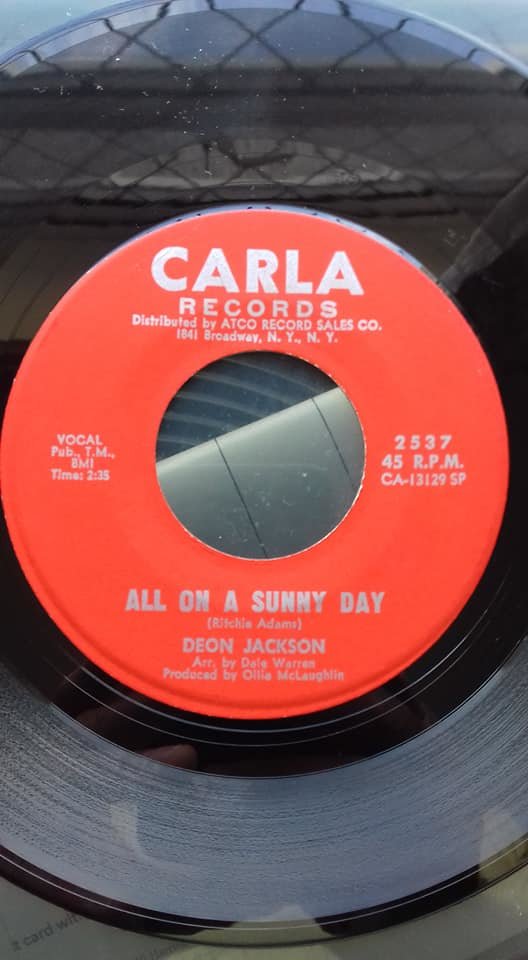 CARLA
RECORDS
Distributed by ATCO RECORD SALES CO.
1841 Broadway, N. Y., N. Y.
VOCAL
Pub., T.M.,
BMI
Time: 2:35
2537
45 R.P.M.
CA-13129 SP
ALL ON A SUNNY DAY
(Ritchie Adams)
DEON JACKSON
Arr. by Dale Warren
Produced by Ollie McLaughlin
card